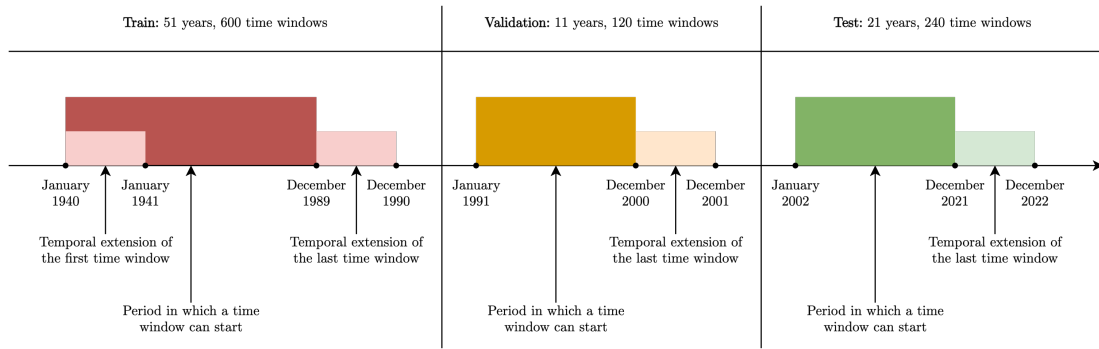 Train: 51 years, 600 time windows
Validation: 11 years, 120 time windows
Test: 21 years, 240 time windows
January
1940
January
1941
December
1989
December
1990
January
1991
December
2000
December
2001
January
2002
December
2021
December
2022
Temporal extension of
the first time window
Temporal extension of
the last time window
Temporal extension of
the last time window
Temporal extension of
the last time window
Period in which a time
window can start
Period in which a time
window can start
Period in which a time
window can start